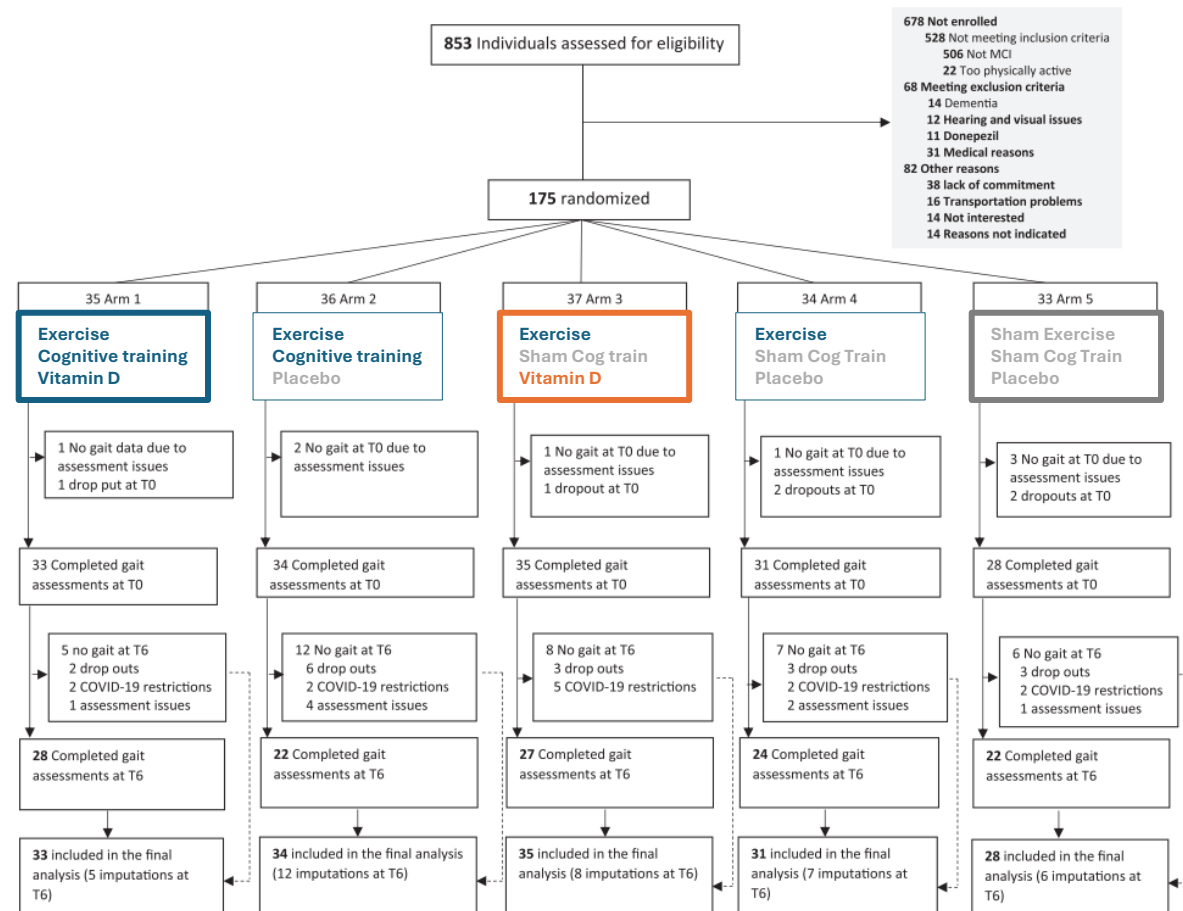 853 Individuals assessed for eligibility
678 Not enrolled
528 Not meeting inclusion criteria
506 Not MCI
22 Too physically active
68 Meeting exclusion criteria
14 Dementia
12 Hearing and visual issues
11 Donepezil
31 Medical reasons
82 Other reasons
38 lack of commitment
16 Transportation problems
14 Not interested
14 Reasons not indicated
175 randomized
35 Arm 1
Exercise
Cognitive training
Vitamin D
1 No gait data due to
assessment issues
1 drop put at T0
33 Completed gait
assessments at T0
5 no gait at T6
2 drop outs
2 COVID-19 restrictions
1 assessment issues
28 Completed gait
assessments at T6
33 included in the final
analysis (5 imputations at
T6)
36 Arm 2
Exercise
Cognitive training
Placebo
2 No gait at T0 due to
assessment issues
34 Completed gait
assessments at T0
12 No gait at T6
6 drop outs
2 COVID-19 restrictions
4 assessment issues
22 Completed gait
assessments at T6
34 included in the final analysis
(12 imputations at T6)
37 Arm 3
Exercise
Sham Cog train
Vitamin D
1 No gait at T0 due to
assessment issues
1 dropout at T0
35 Completed gait
assessments at T0
8 No gait at T6
3 drop outs
5 COVID-19 restrictions
27 Completed gait
assessments at T6
35 included in the final
analysis (8 imputations at T6)
34 Arm 4
Exercise
Sham Cog Train
Placebo
1 No gait at T0 due to
assessment issues
2 dropouts at T0
31 Completed gait
assessments at T0
7 No gait at T6
3 drop outs
2 COVID-19 restrictions
2 assessment issues
24 Completed gait
assessments at T6
31 included in the final
analysis (7 imputations at
T6)
33 Arm 5
Sham Exercise
Sham Cog Train
Placebo
3 No gait at T0 due to
assessment issues
2 dropouts at T0
28 Completed gait
assessments at T0
6 No gait at T6
3 drop outs
2 COVID-19 restrictions
1 assessment issues
22 Completed gait
assessments at T6
28 included in the final
analysis (6 imputations at
T6)